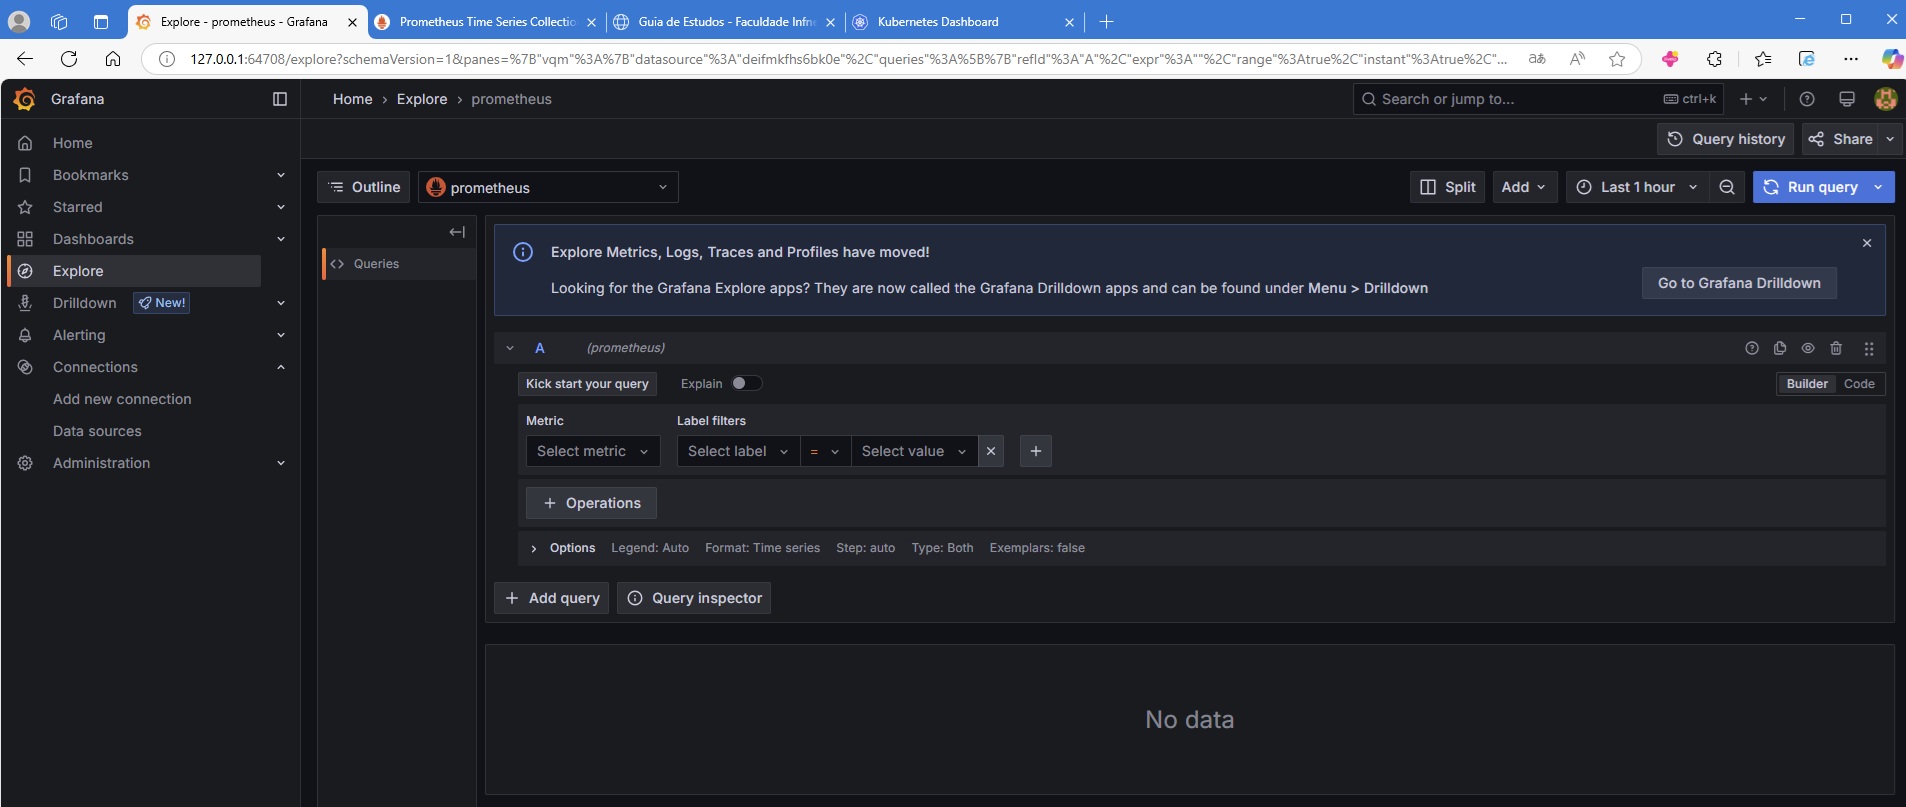 Explore - prometheus - Grafana
Prometheus Time Series Collectio
Guia de Estudos - Faculdade Infne
Kubernetes Dashboard
127.0.0.1:64708/explore?schemaVersion=1&panes=%7B"vqm"%3A%7B"datasource"%3A"deifmkfhs6bk0e"%2C"queries"%3A%5B%7B"refId"%3A"A"%2C"expr"%3A""%2C"range"%3Atrue%2C"instant"%3Atrue%2C"...
Grafana
Home › Explore › prometheus
Search or jump to...
ctrl+k
Query history
Share
Home
Bookmarks
Starred
Dashboards
Explore
Drilldown
New!
Alerting
Connections
Add new connection
Data sources
Administration
Outline
prometheus
Split
Add
Last 1 hour
Run query
Queries
Explore Metrics, Logs, Traces and Profiles have moved!
Looking for the Grafana Explore apps? They are now called the Grafana Drilldown apps and can be found under Menu > Drilldown
Go to Grafana Drilldown
A
(prometheus)
Kick start your query
Explain
Builder
Code
Metric
Label filters
Select metric
Select label
=
Select value
+ Operations
Options
Legend: Auto
Format: Time series
Step: auto
Type: Both
Exemplars: false
+ Add query
Query inspector
No data